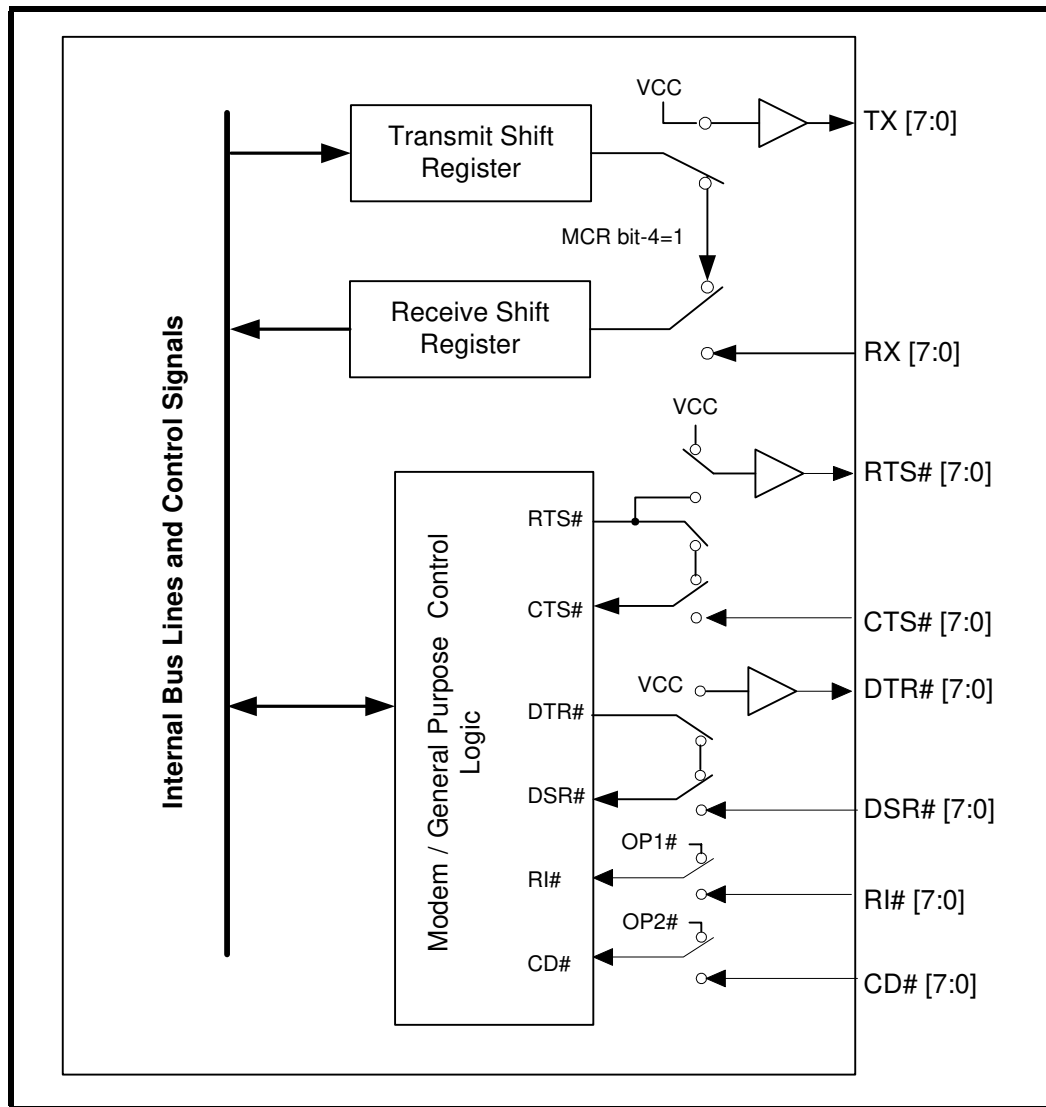 VCC
TX [7:0]
Transmit Shift
Register
MCR bit-4=1
Receive Shift
Register
RX [7:0]
Internal Bus Lines and Control Signals
VCC
RTS# [7:0]
Modem / General Purpose Control
Logic
RTS#
CTS#
CTS# [7:0]
VCC
DTR# [7:0]
DTR#
DSR#
DSR# [7:0]
OP1#
RI#
RI# [7:0]
OP2#
CD#
CD# [7:0]